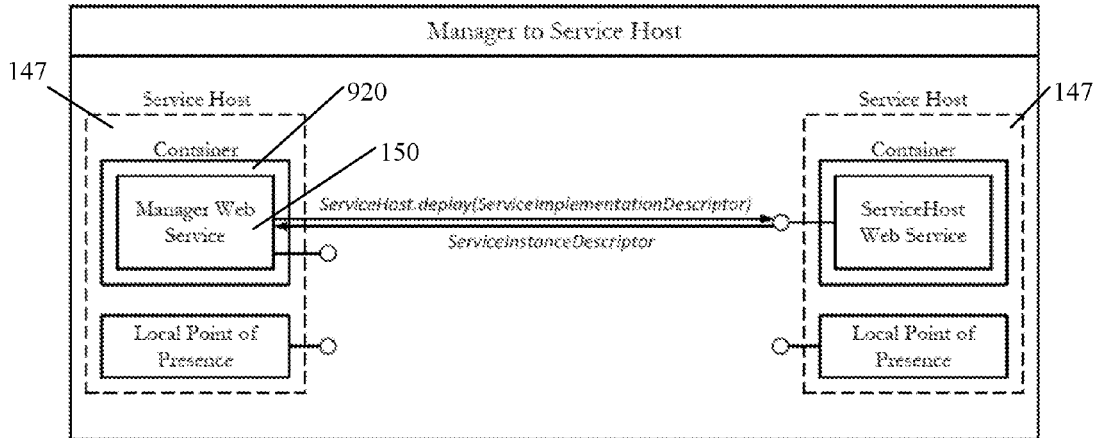 Manager to Service Host
147
Service Host
920
Service Host
147
Container
150
Container
Manager Web
Service
ServiceHost.deploy(ServiceImplementationDescriptor)
ServiceInstanceDescriptor
ServiceHost
Web Service
Local Point of
Presence
Local Point of
Presence